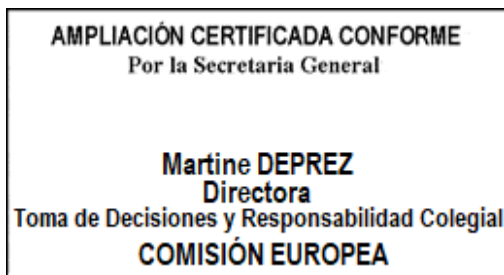 AMPLIACIÓN CERTIFICADA CONFORME
Por la Secretaria General
Martine DEPREZ
Directora
Toma de Decisiones y Responsabilidad Colegial
COMISIÓN EUROPEA